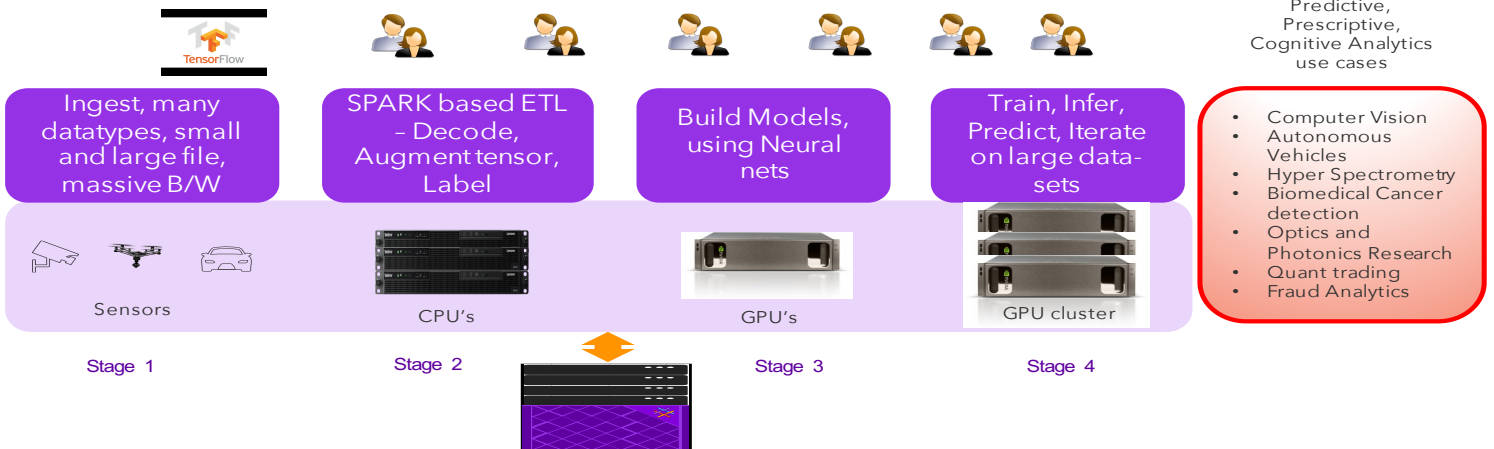 TensorFlow
Predictive,
Prescriptive,
Cognitive Analytics
use cases
Ingest, many
datatypes, small
and large file,
massive B/W
SPARK based ETL
– Decode,
Augment tensor,
Label
Build Models,
using Neural
nets
Train, Infer,
Predict, Iterate
on large data-
sets
• Computer Vision
• Autonomous
Vehicles
• Hyper Spectrometry
• Biomedical Cancer
detection
• Optics and
Photonics Research
• Quant trading
• Fraud Analytics
Sensors
CPU's
GPU's
GPU cluster
Stage 1
Stage 2
Stage 3
Stage 4